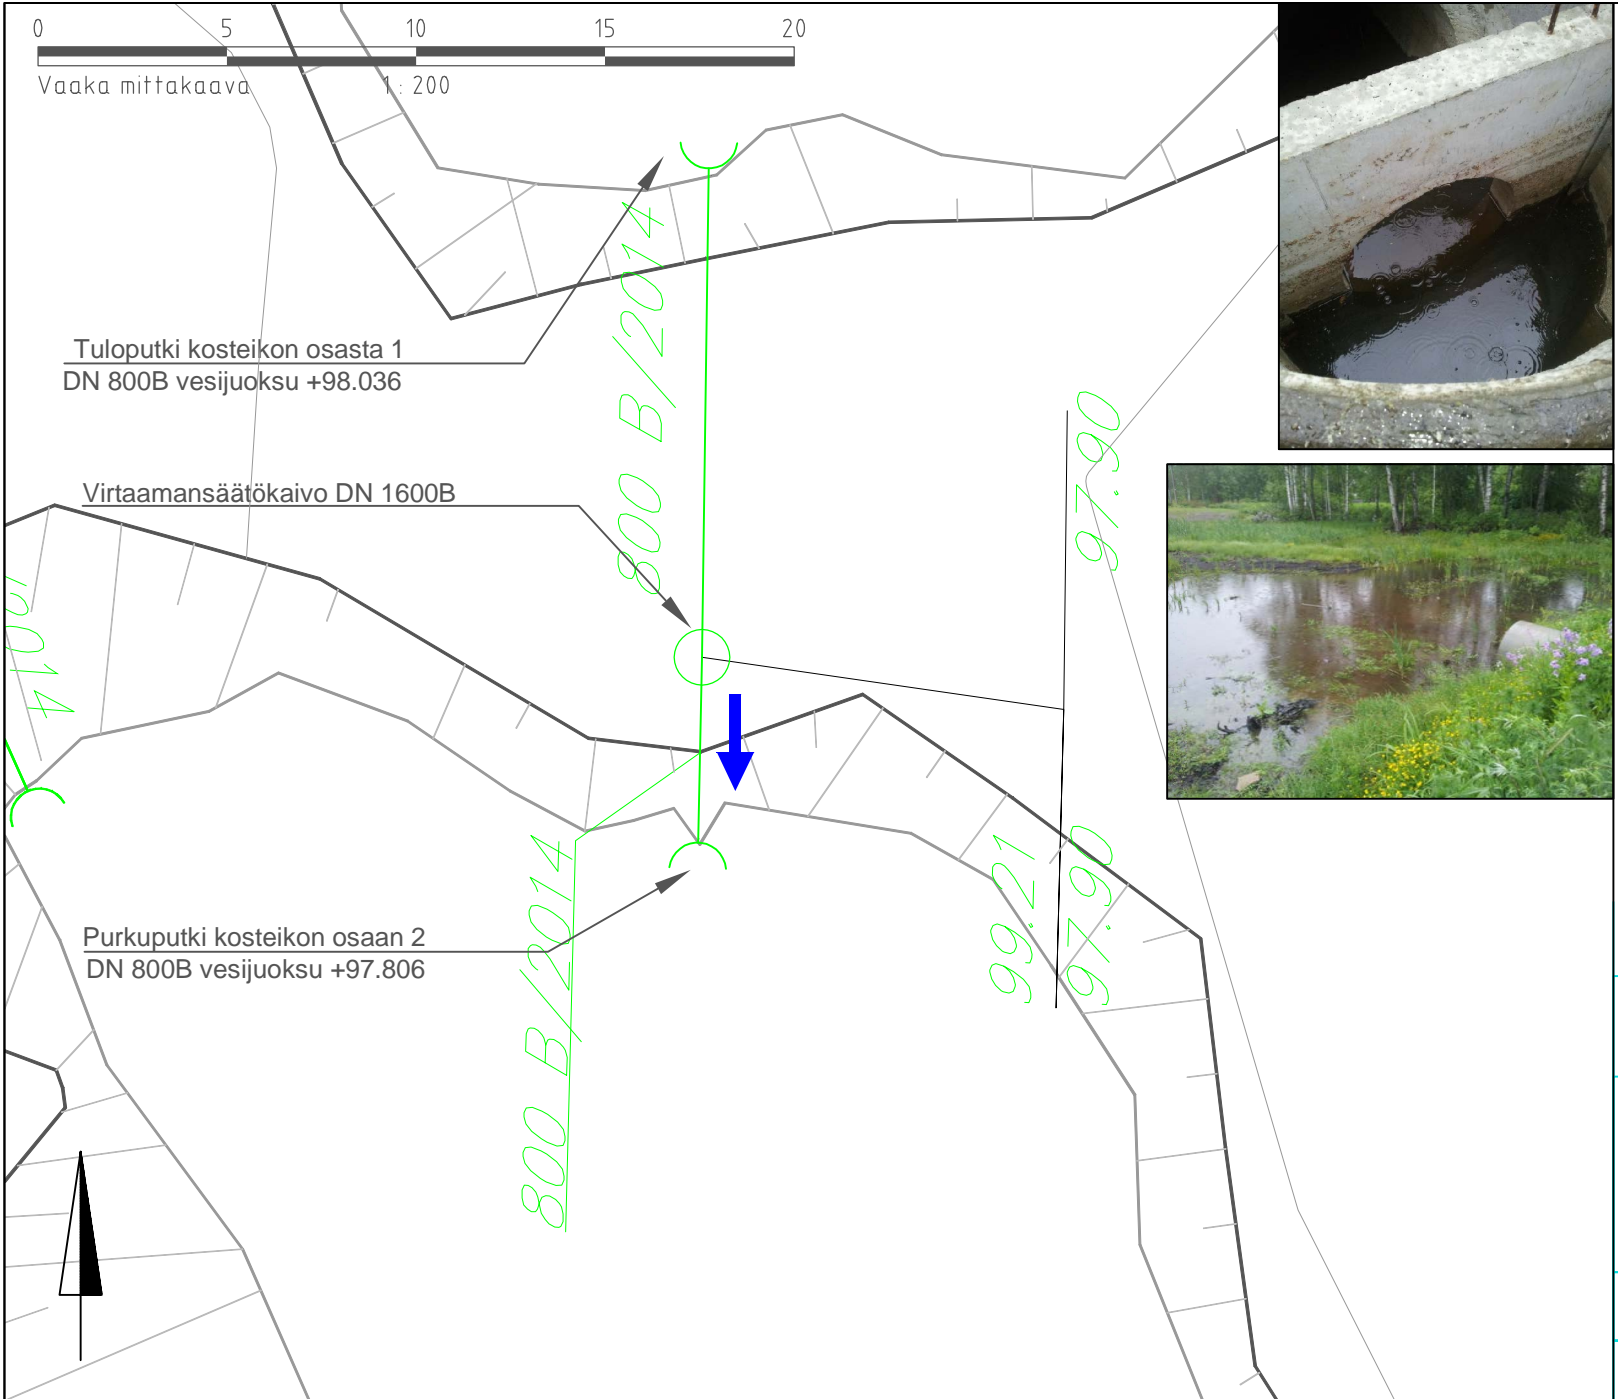 0 5 10 15 20
Vaaka mittakaava 1:200
800 B/2014
Tuloputki kosteikon osasta 1
DN 800B vesijuoksu +98.036
97.90
Virtaamansäätökaivo DN 1600B
99.21
97.90
800 B/2014
Purkuputki kosteikon osaan 2
DN 800B vesijuoksu +97.806